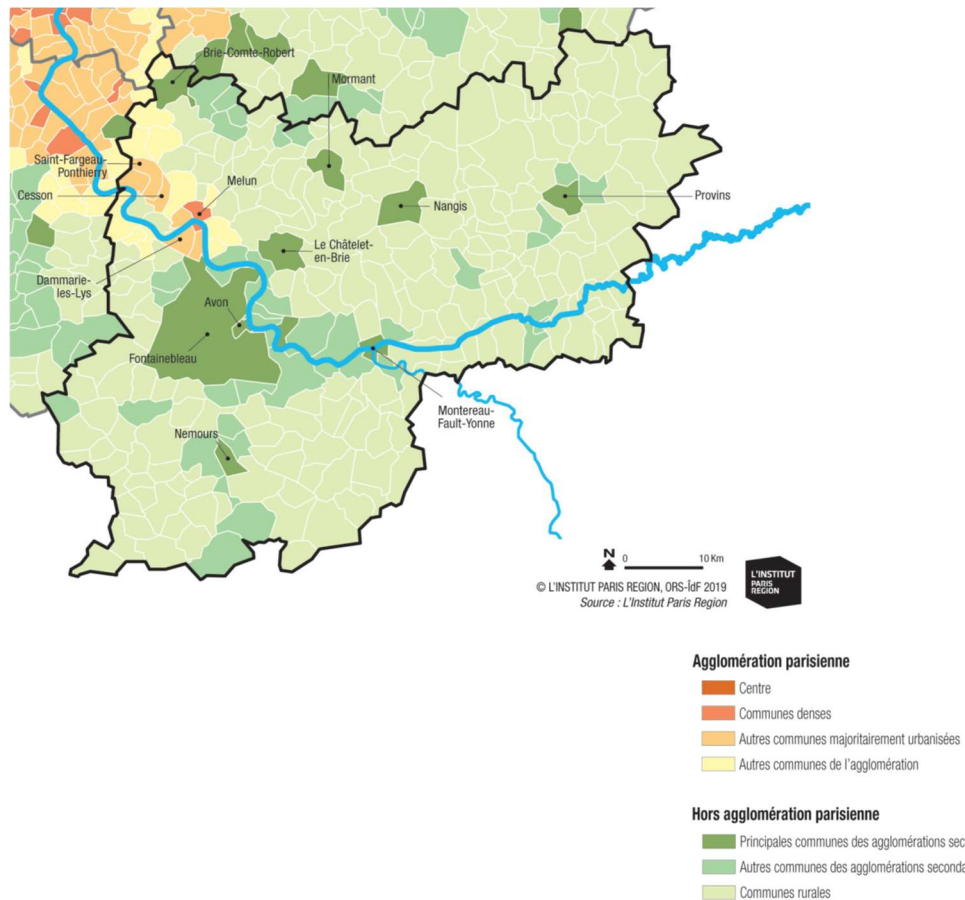 Brie-Comte-Robert
Mormant
Saint-Fargeau-
Ponthierry
Cesson
Melun
Nangis
Provins
Le Châtelet-
en-Brie
Dammarie-
les-Lys
Avon
Fontainebleau
Montereau-
Fault-Yonne
Nemours
N
0 10 Km
© L'INSTITUT PARIS REGION, ORS-ÎdF 2019
Source : L'Institut Paris Region
L'INSTITUT
PARIS
REGION
Agglomération parisienne
Centre
Communes denses
Autres communes majoritairement urbanisées
Autres communes de l'agglomération
Hors agglomération parisienne
Principales communes des agglomérations sec
Autres communes des agglomérations seconda
Communes rurales